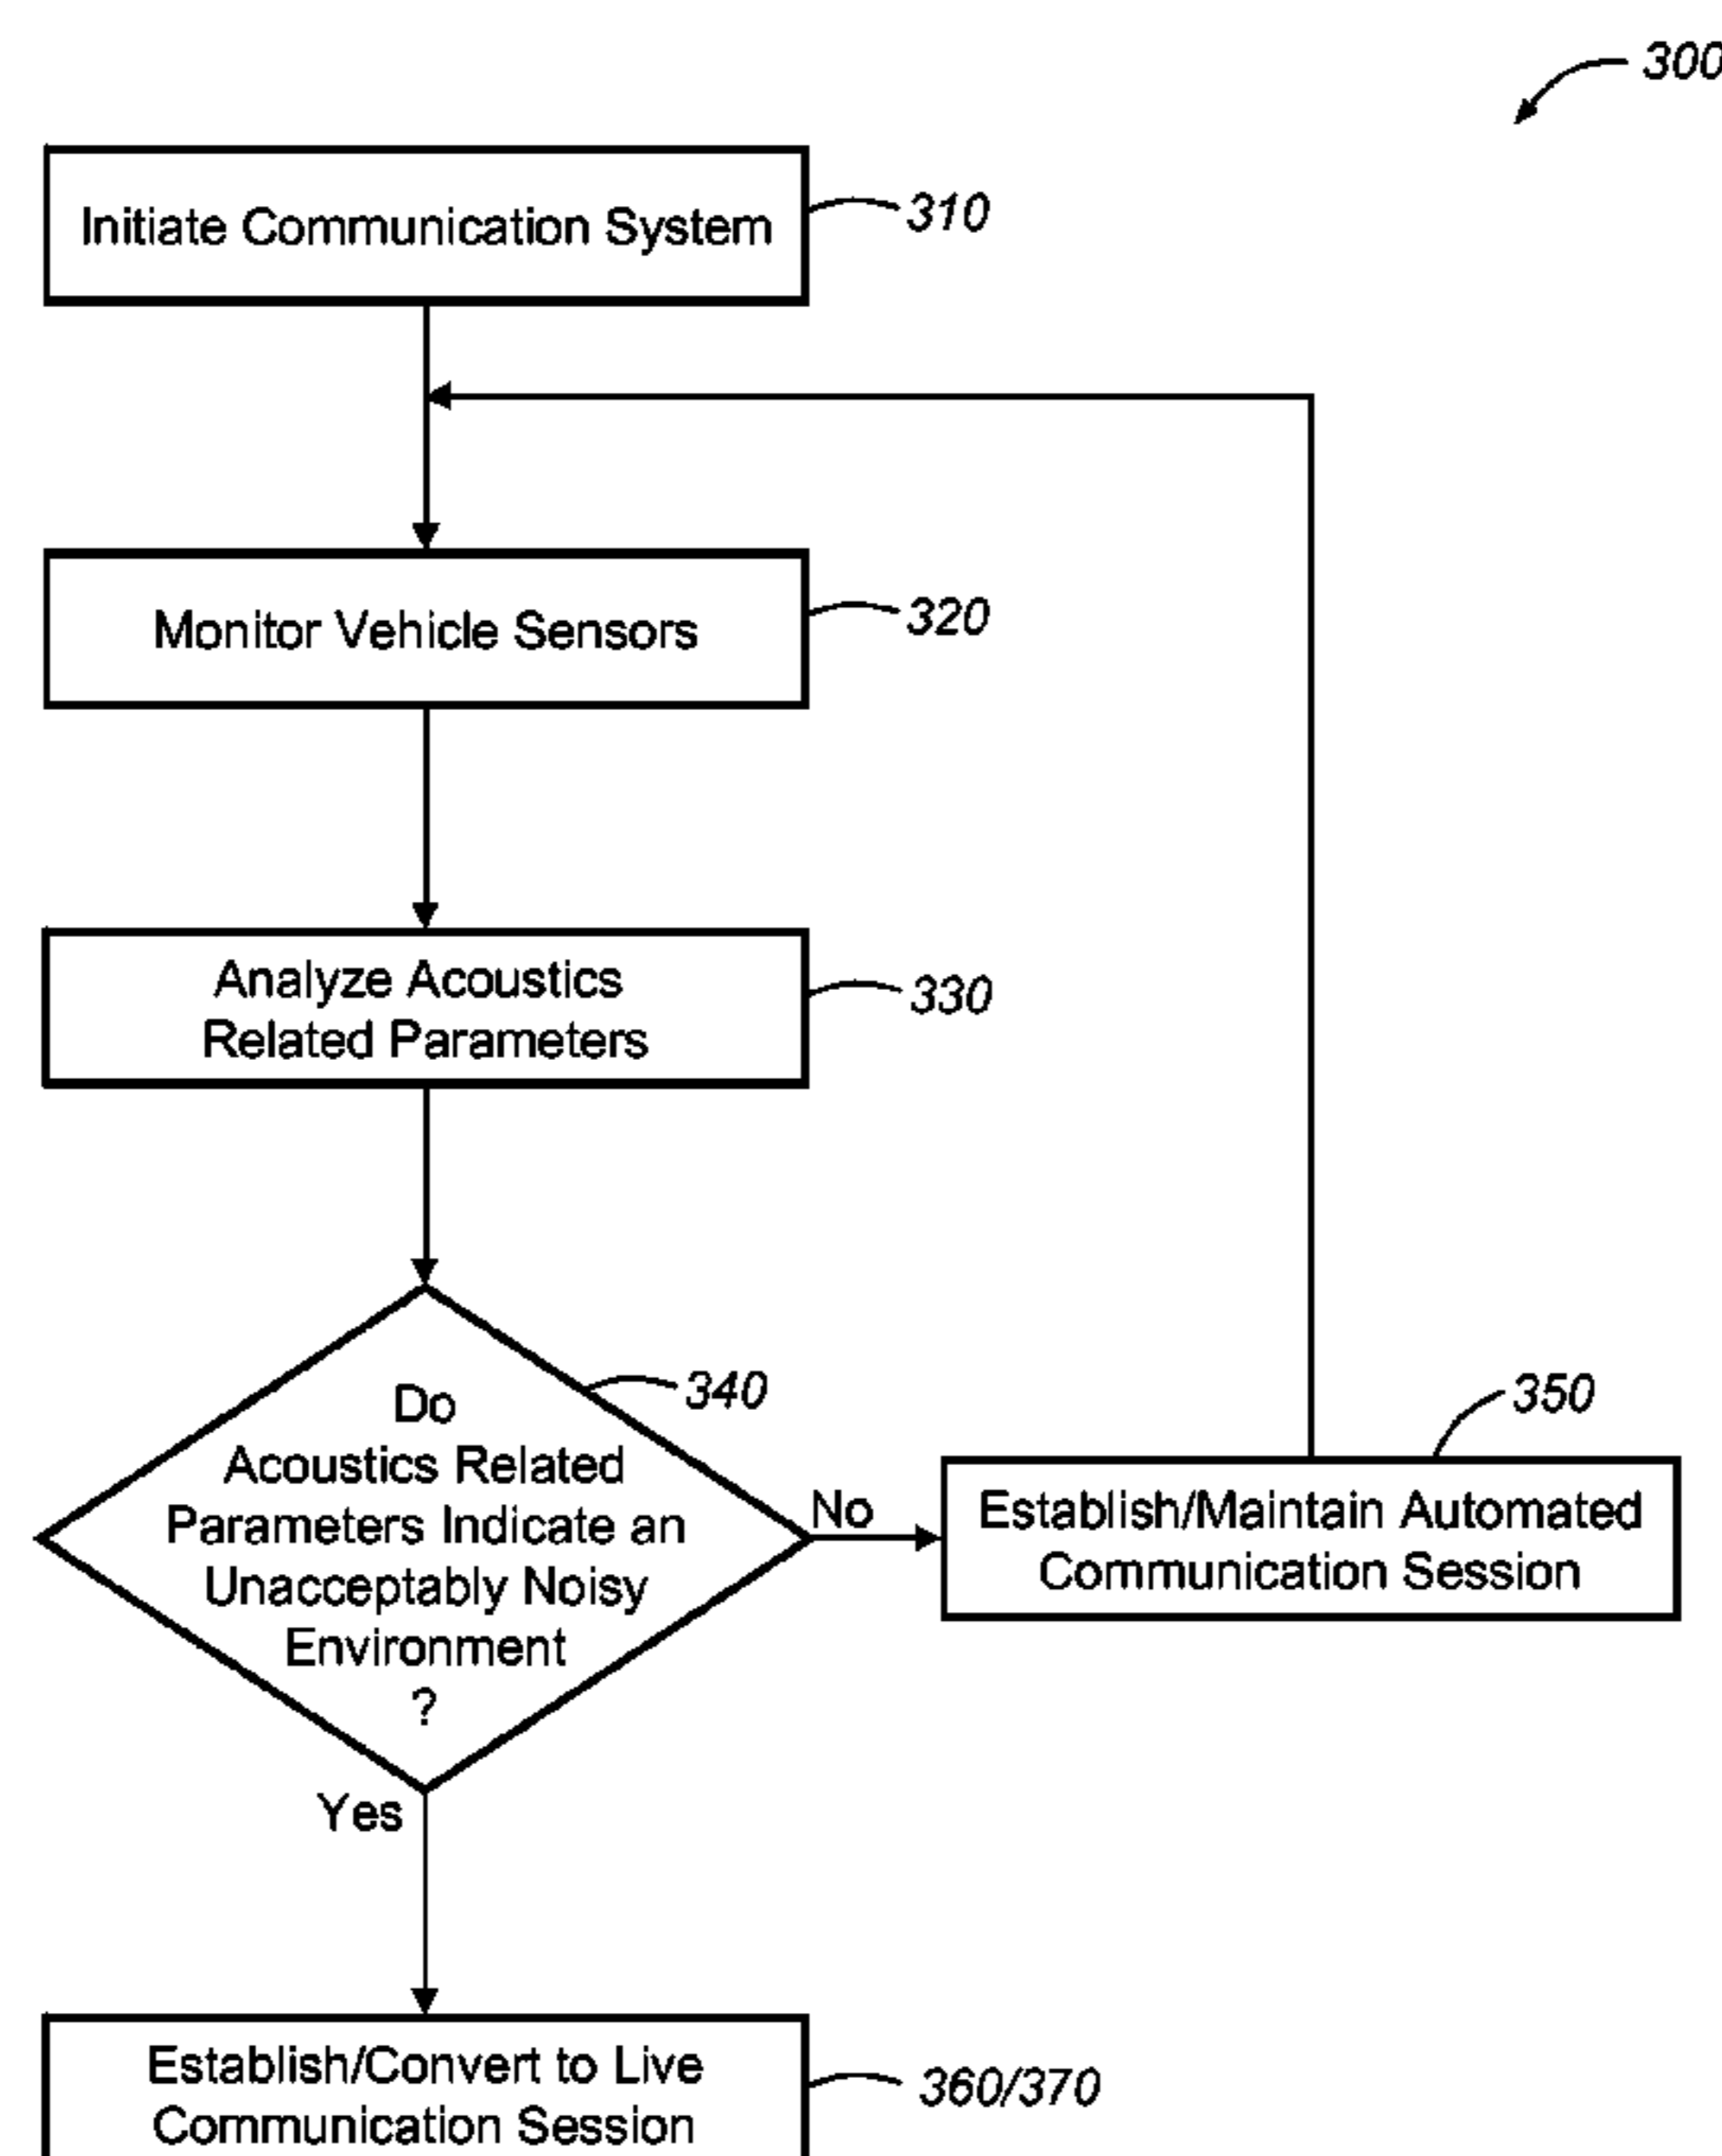 300
Initiate Communication System
310
Monitor Vehicle Sensors
320
Analyze Acoustics
Related Parameters
330
Do
Acoustics Related
Parameters Indicate an
Unacceptably Noisy
Environment
?
340
No
350
Establish/Maintain Automated
Communication Session
Yes
Establish/Convert to Live
Communication Session
360/370